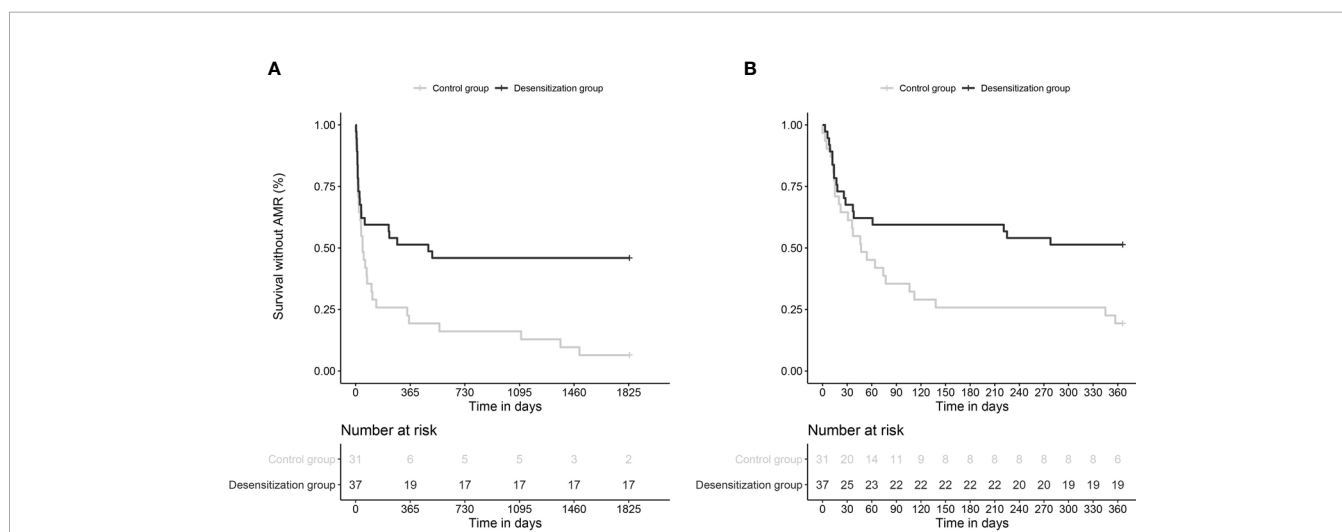 A
Control group Desensitization group
Survival without AMR (%)
1.00
0.75
0.50
0.25
0.00
0 365 730 1095 1460 1825
Time in days
Number at risk
Control group 31 6 5 5 3 2
Desensitization group 37 19 17 17 17 17
0 365 730 1095 1460 1825
Time in days
B
Control group Desensitization group
1.00
0.75
0.50
0.25
0.00
0 30 60 90 120 150 180 210 240 270 300 330 360
Time in days
Number at risk
Control group 31 20 14 11 9 8 8 8 8 8 8 8 6
Desensitization group 37 25 23 22 22 22 22 22 20 20 19 19 19
0 30 60 90 120 150 180 210 240 270 300 330 360
Time in days